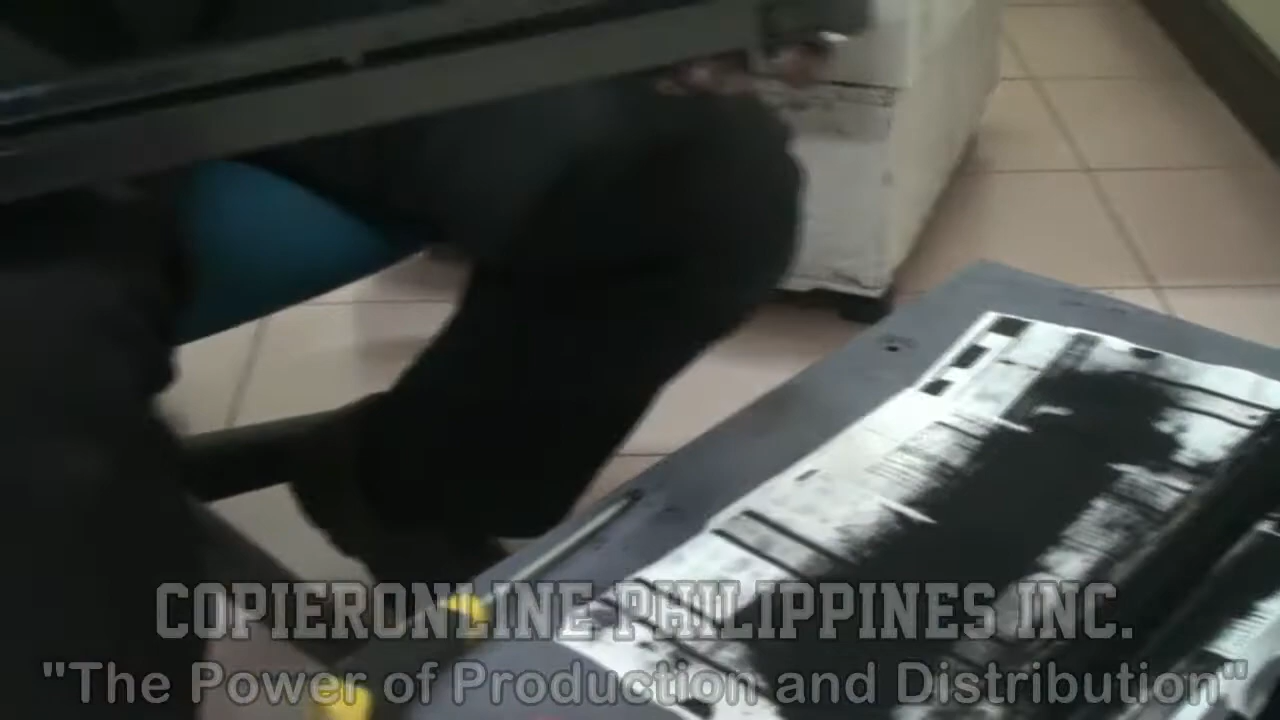 COPIERONLINE PHILIPPINES INC.
"The Power of Production and Distribution"